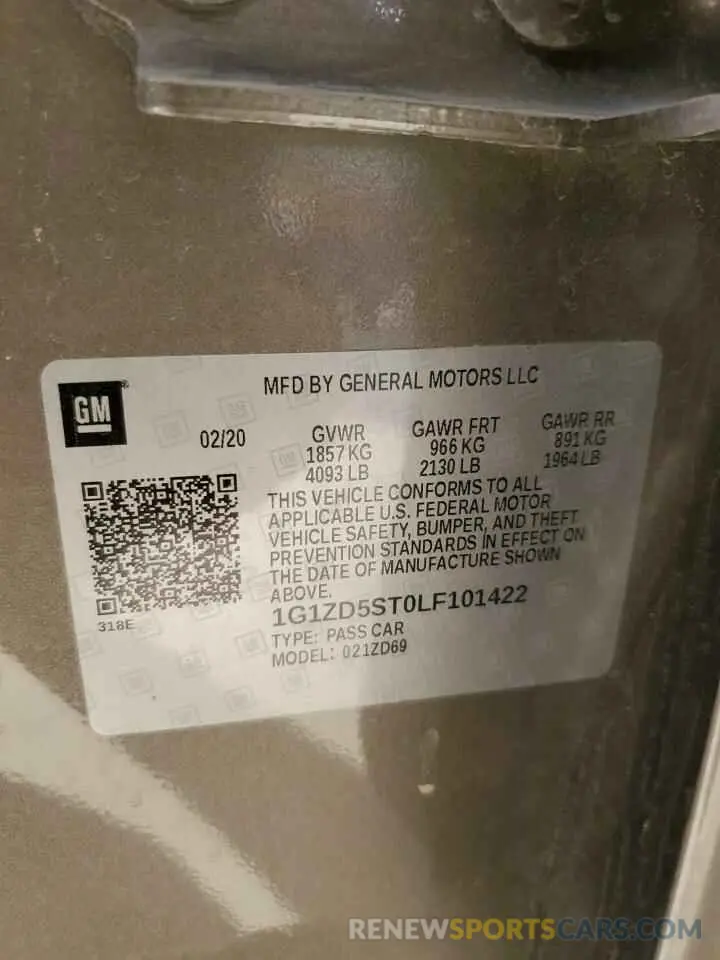 MFD BY GENERAL MOTORS LLC
GM®
02/20
GVWR GAWR FRT GAWR RR
1857 KG 966 KG 891 KG
4093 LB 2130 LB 1964 LB
THIS VEHICLE CONFORMS TO ALL
APPLICABLE U.S. FEDERAL MOTOR
VEHICLE SAFETY, BUMPER, AND THEFT
PREVENTION STANDARDS IN EFFECT ON
THE DATE OF MANUFACTURE SHOWN
ABOVE.
318E
1G1ZD5ST0LF101422
TYPE: PASS CAR
MODEL: 021ZD69
RENEWSPORTSCARS.COM